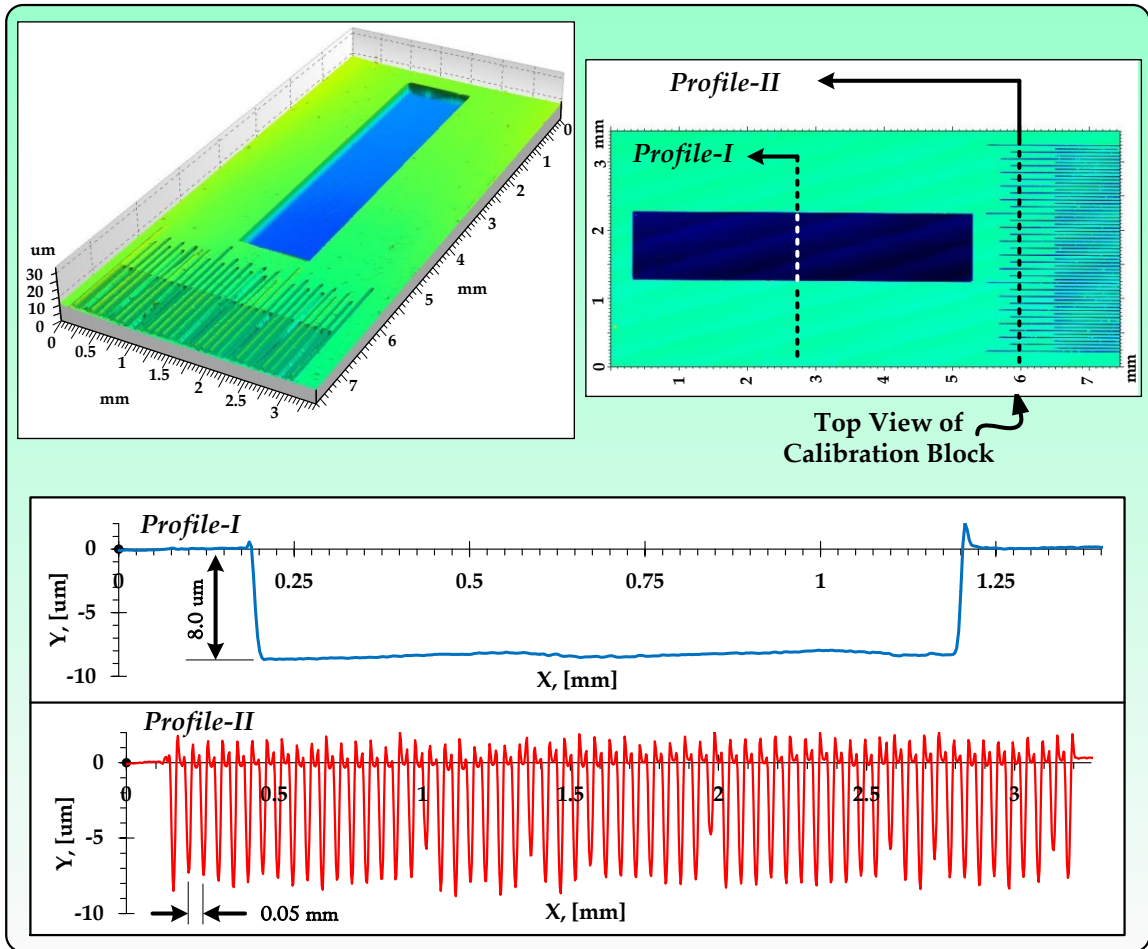 um
30
20
10
0
0
0.5
1
1.5
2
2.5
3
mm
0
1
2
3
4
5
6
7
mm
Profile-II
Profile-I
mm
3
2
1
0
1
2
3
4
5
6
7
mm
Top View of
Calibration Block
Profile-I
0
-5
-10
Y, [um]
8.0 um
0
0.25
0.5
0.75
1
1.25
X, [mm]
Profile-II
0
-5
-10
Y, [um]
0
0.5
1
1.5
2
2.5
3
0.05 mm
X, [mm]